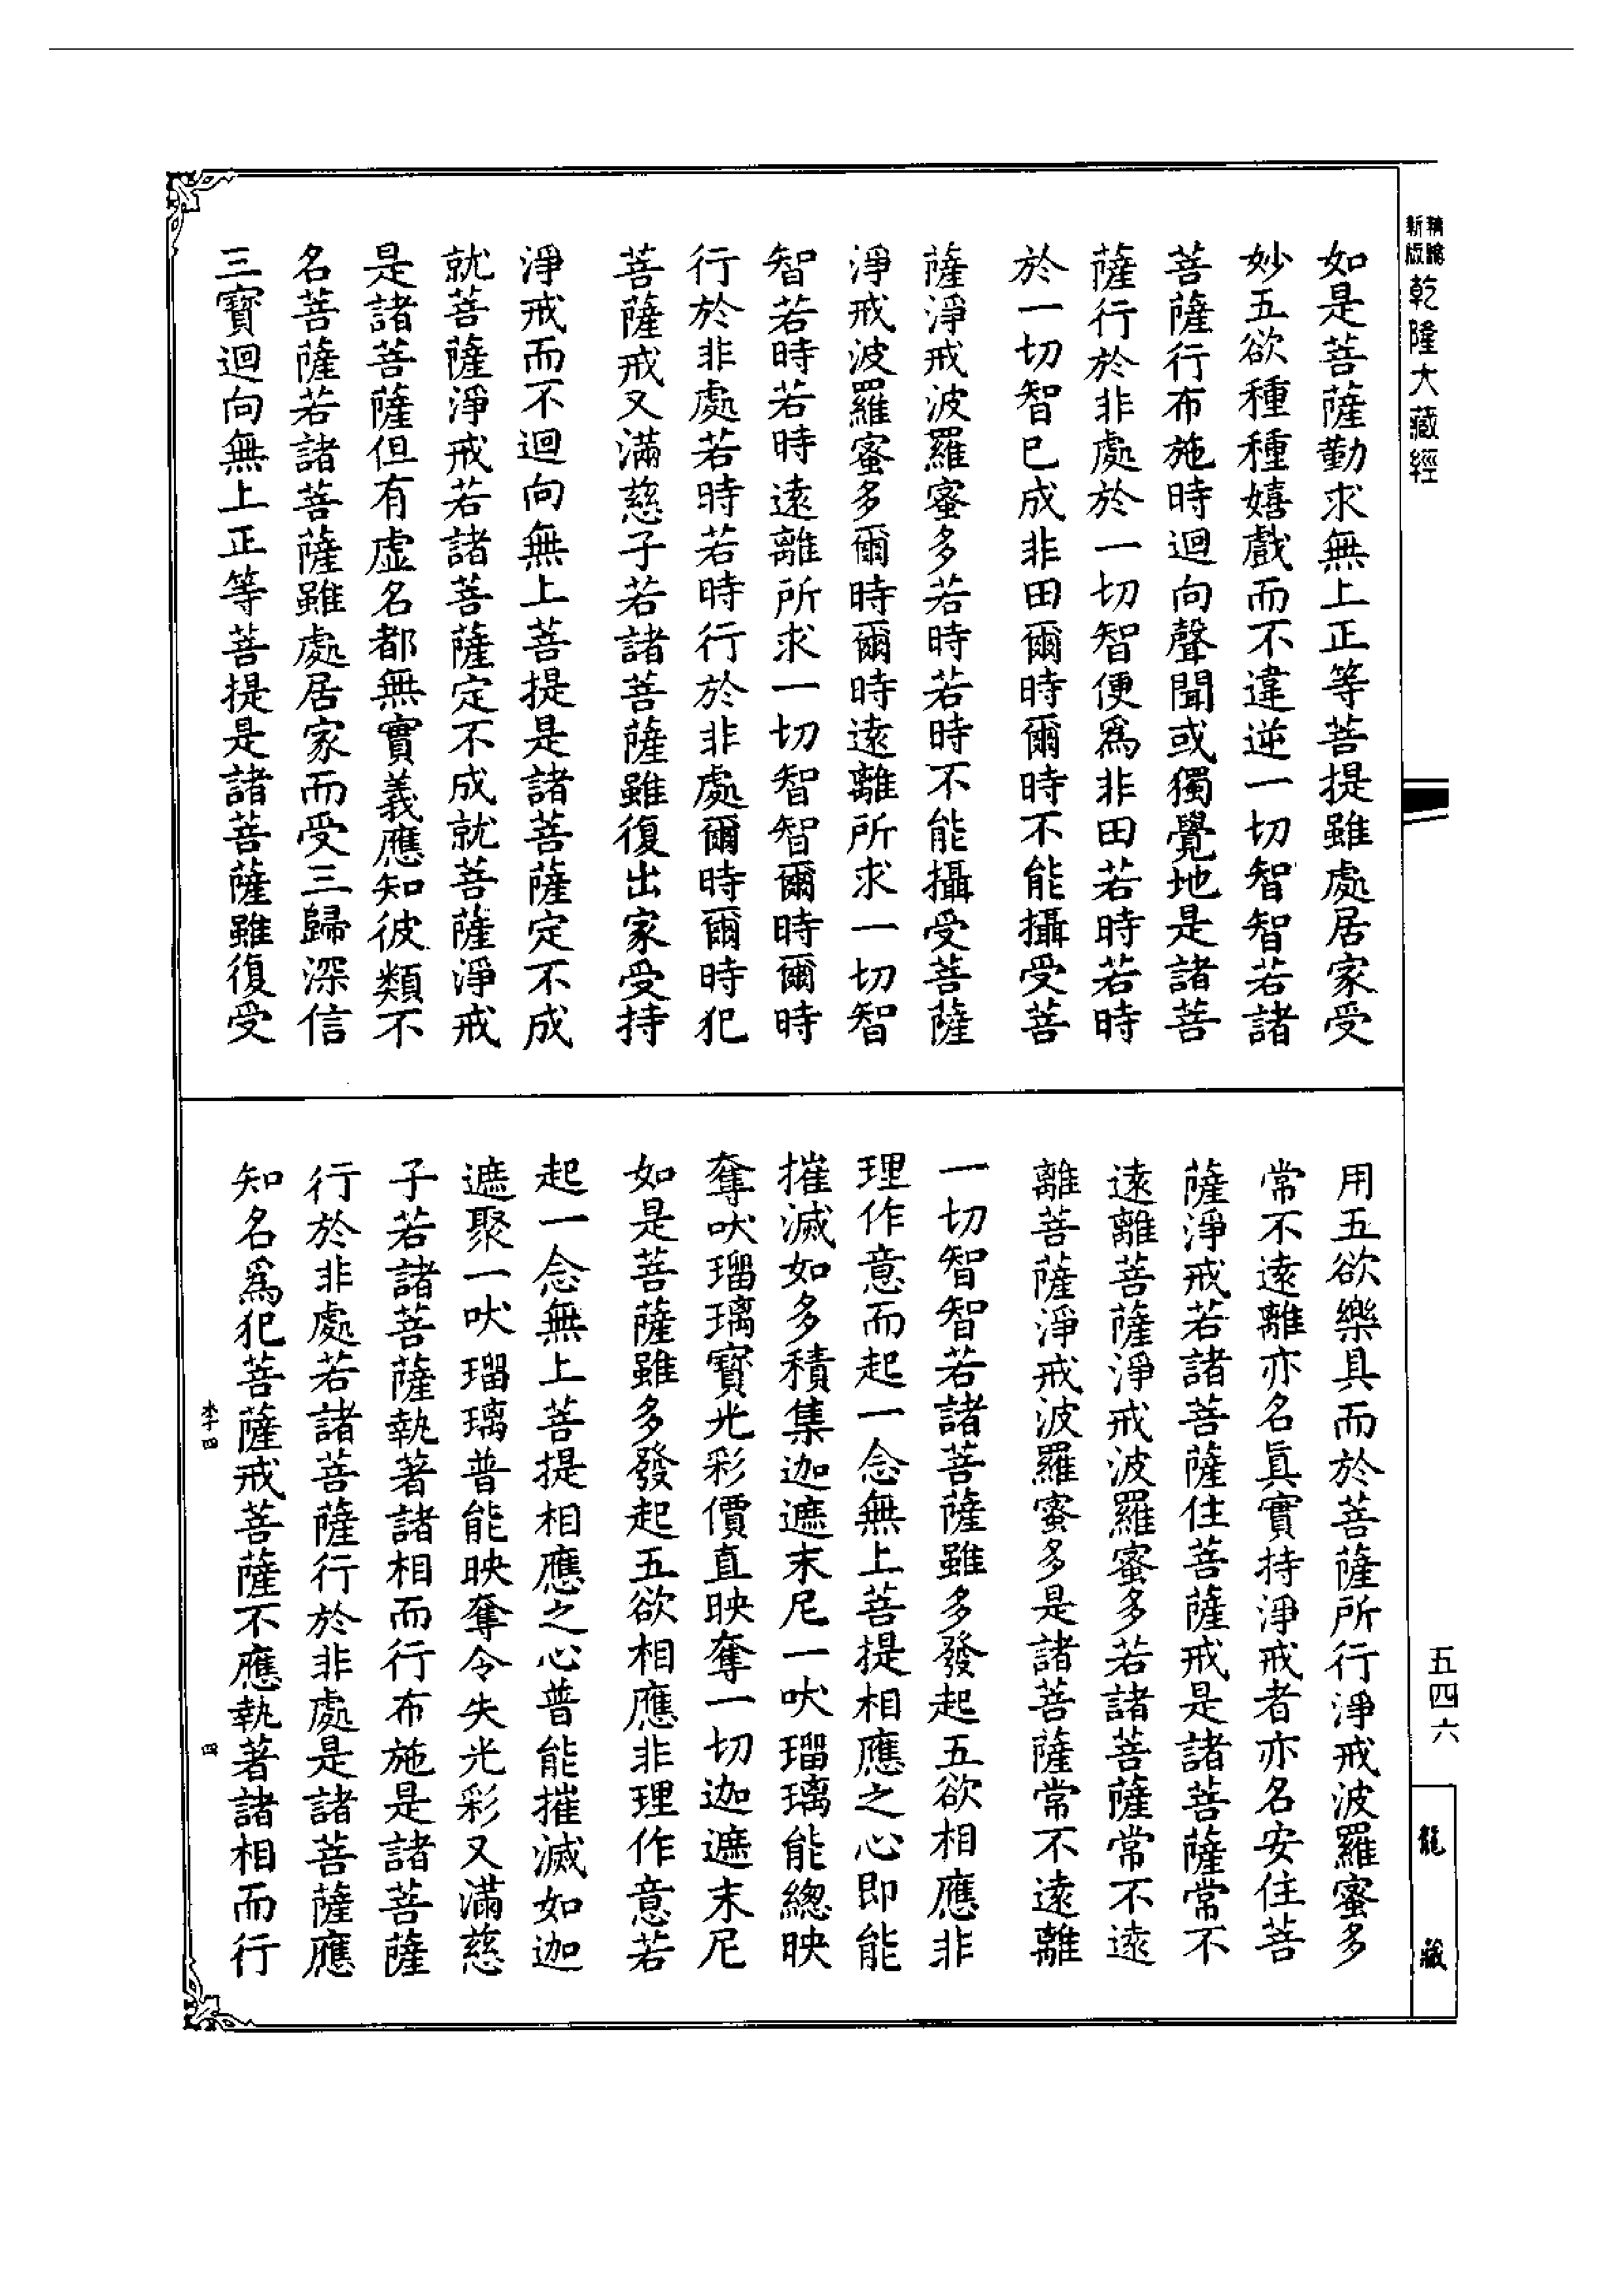 新版
精縮
乾隆大藏經
如是菩薩勤求無上正等菩提雖處居家受
妙五欲種種嬉戲而不違逆一切智智若諸
菩薩行布施時迴向聲聞或獨覺地是諸菩
薩行於非處於一切智便爲非田若時若時
於一切智已成非田爾時爾時不能攝受菩
薩淨戒波羅蜜多若時若時不能攝受菩薩
淨戒波羅蜜多爾時爾時遠離所求一切智
智若時若時遠離所求一切智智爾時爾時
行於非處若時若時行於非處爾時爾時犯
菩薩戒又滿慈子若諸菩薩雖復出家受持
淨戒而不迴向無上菩提是諸菩薩定不成
就菩薩淨戒若諸菩薩定不成就菩薩淨戒
是諸菩薩但有虛名都無實義應知彼類不
名菩薩若諸菩薩雖處居家而受三歸深信
三寶迴向無上正等菩提是諸菩薩雖復受
用五欲樂具而於菩薩所行淨戒波羅蜜多
常不遠離亦名眞實持淨戒者亦名安住菩
薩淨戒若諸菩薩住菩薩戒是諸菩薩常不
遠離菩薩淨戒波羅蜜多若諸菩薩常不遠
離菩薩淨戒波羅蜜多是諸菩薩常不遠離
一切智智若諸菩薩雖多發起五欲相應非
理作意而起一念無上菩提相應之心即能
摧滅如多積集迦遮末尼一吠瑠璃能總映
奪吠瑠璃寶光彩價直映奪一切迦遮末尼
如是菩薩雖多發起五欲相應非理作意若
起一念無上菩提相應之心普能摧滅如迦
遮聚一吠瑠璃普能映奪令失光彩又滿慈
子若諸菩薩執著諸相而行布施是諸菩薩
行於非處若諸菩薩行於非處是諸菩薩應
知名爲犯菩薩戒菩薩不應執著諸相而行
李四
四
五四六
龍藏